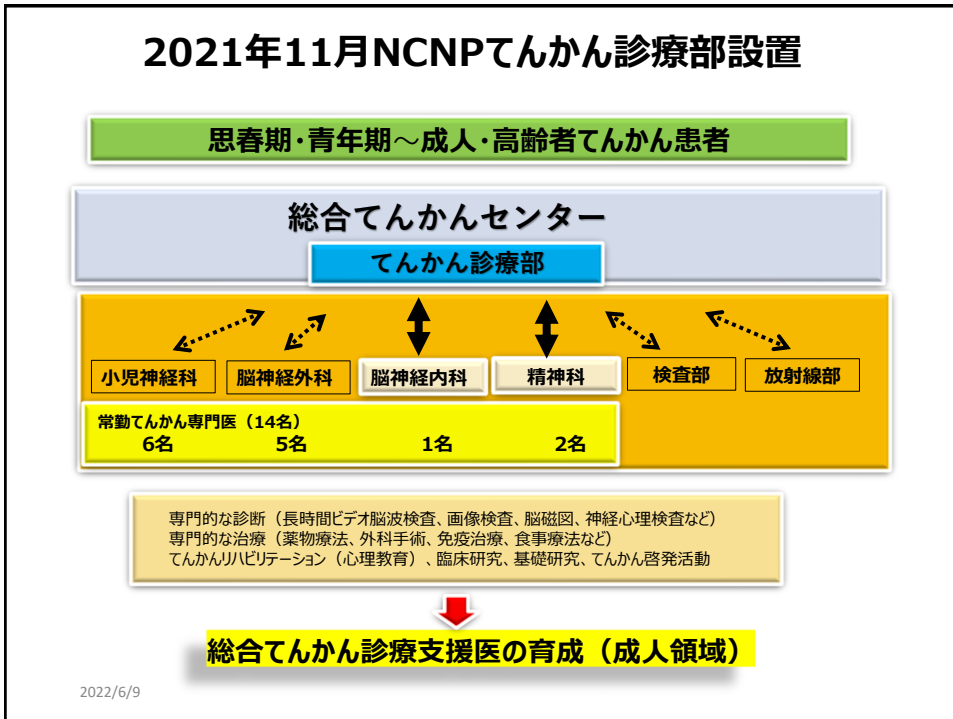 2021年11月NCNPてんかん診療部設置
思春期・青年期～成人・高齢者てんかん患者
総合てんかんセンター
てんかん診療部
小児神経科 脳神経外科 脳神経内科 精神科 検査部 放射線部
常勤てんかん専門医（14名）
6名 5名 1名 2名
専門的な診断（長時間ビデオ脳波検査、画像検査、脳磁図、神経心理検査など）
専門的な治療（薬物療法、外科手術、免疫治療、食事療法など）
てんかんリハビリテーション（心理教育）、臨床研究、基礎研究、てんかん啓発活動
総合てんかん診療支援医の育成（成人領域）
2022/6/9